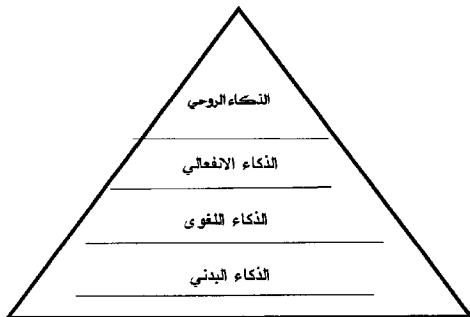 الذكاء الروحي
الذكاء الانفعالي
الذكاء اللغوى
الذكاء البدني